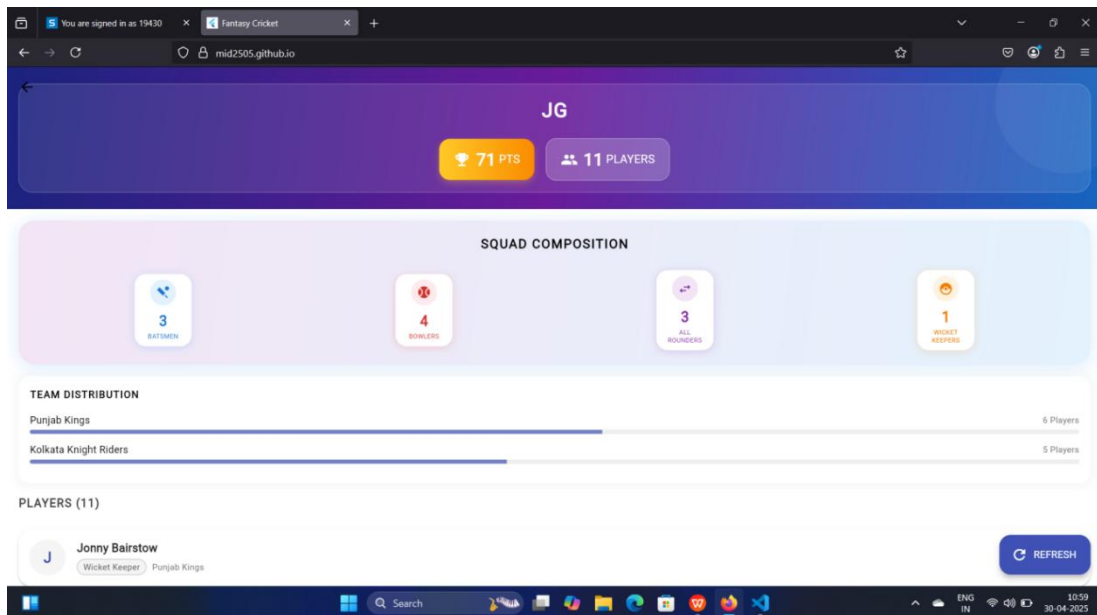 You are signed in as 19430
Fantasy Cricket
mid2505.github.io
JG
71 PTS
11 PLAYERS
SQUAD COMPOSITION
3
BATSMEN
4
BOWLERS
3
ALL
ROUNDERS
1
WICKET
KEEPERS
TEAM DISTRIBUTION
Punjab Kings
6 Players
Kolkata Knight Riders
5 Players
PLAYERS (11)
J
Jonny Bairstow
Wicket Keeper
Punjab Kings
REFRESH
Search
ENG
IN
10:59
30-04-2025